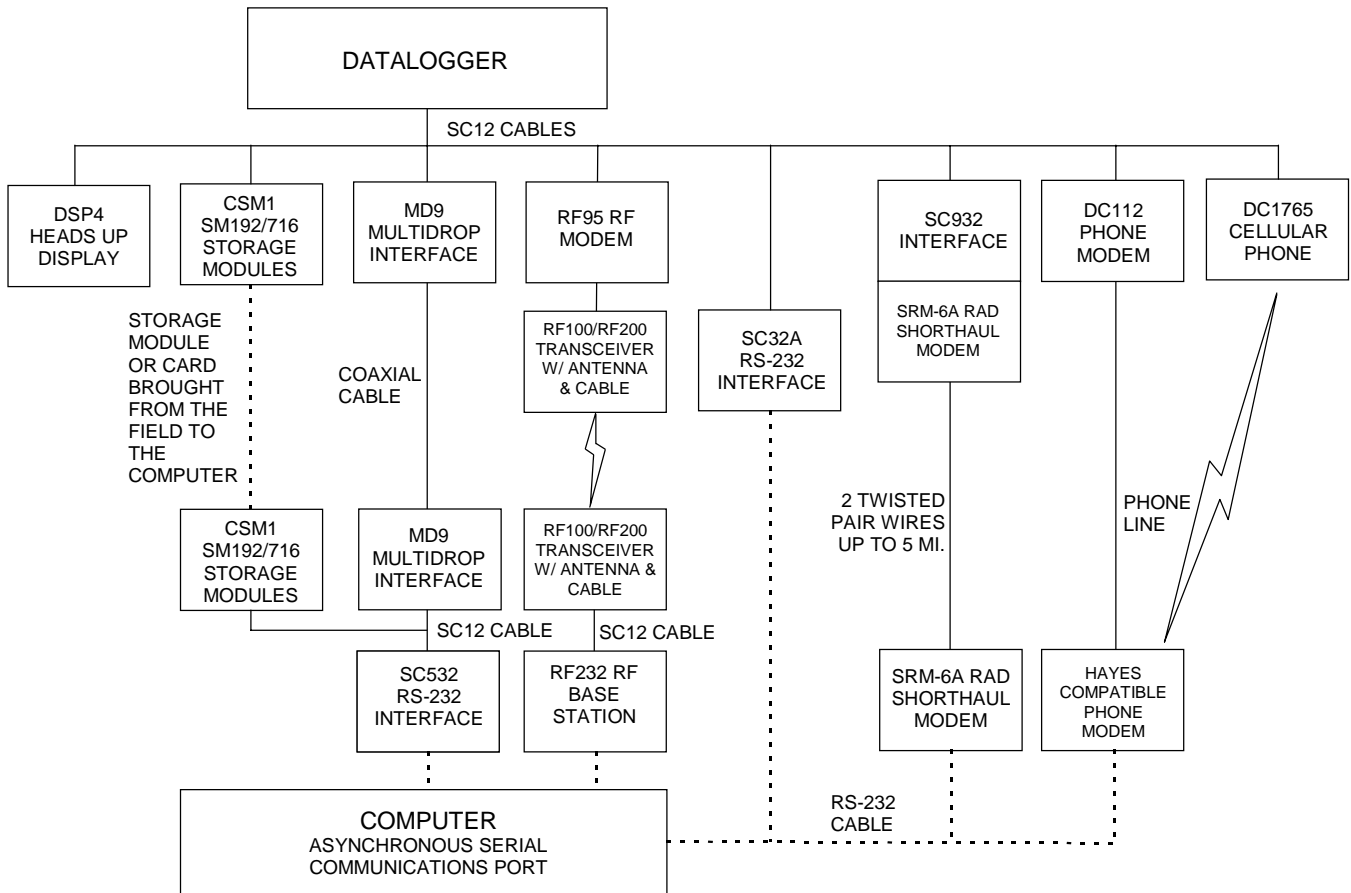 DATALOGGER
SC12 CABLES
DSP4
HEADS UP
DISPLAY
CSM1
SM192/716
STORAGE
MODULES
MD9
MULTIDROP
INTERFACE
RF95 RF
MODEM
SC932
INTERFACE
DC112
PHONE
MODEM
DC1765
CELLULAR
PHONE
STORAGE
MODULE
OR CARD
BROUGHT
FROM THE
FIELD TO
THE
COMPUTER
COAXIAL
CABLE
RF100/RF200
TRANSCEIVER
W/ ANTENNA
& CABLE
SC32A
RS-232
INTERFACE
SRM-6A RAD
SHORTHAUL
MODEM
2 TWISTED
PAIR WIRES
UP TO 5 MI.
PHONE
LINE
CSM1
SM192/716
STORAGE
MODULES
MD9
MULTIDROP
INTERFACE
RF100/RF200
TRANSCEIVER
W/ ANTENNA &
CABLE
SC12 CABLE
SC12 CABLE
SC532
RS-232
INTERFACE
RF232 RF
BASE
STATION
SRM-6A RAD
SHORTHAUL
MODEM
HAYES
COMPATIBLE
PHONE
MODEM
RS-232
CABLE
COMPUTER
ASYNCHRONOUS SERIAL
COMMUNICATIONS PORT